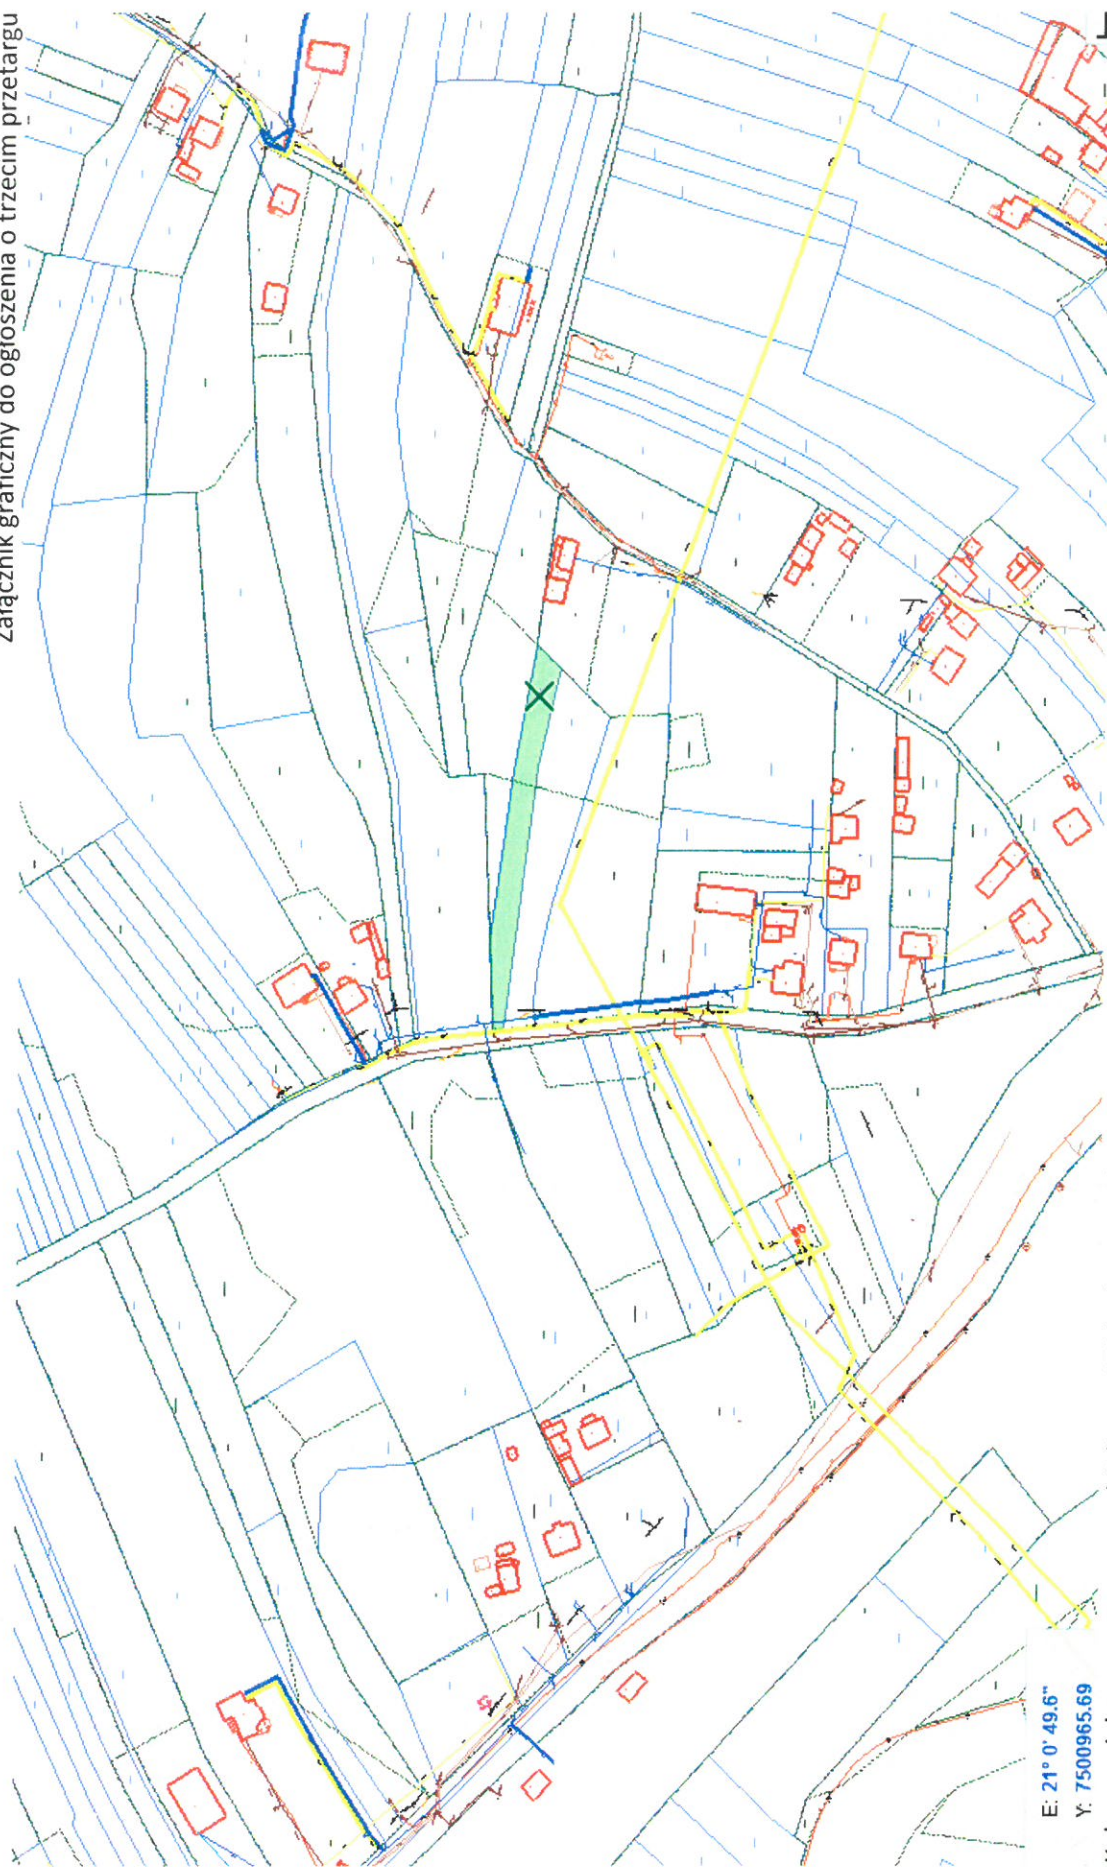 Załącznik graficzny do ogłoszenia o trzecim przetargu
E: 21° 0' 49.6"
Y: 7500965.69